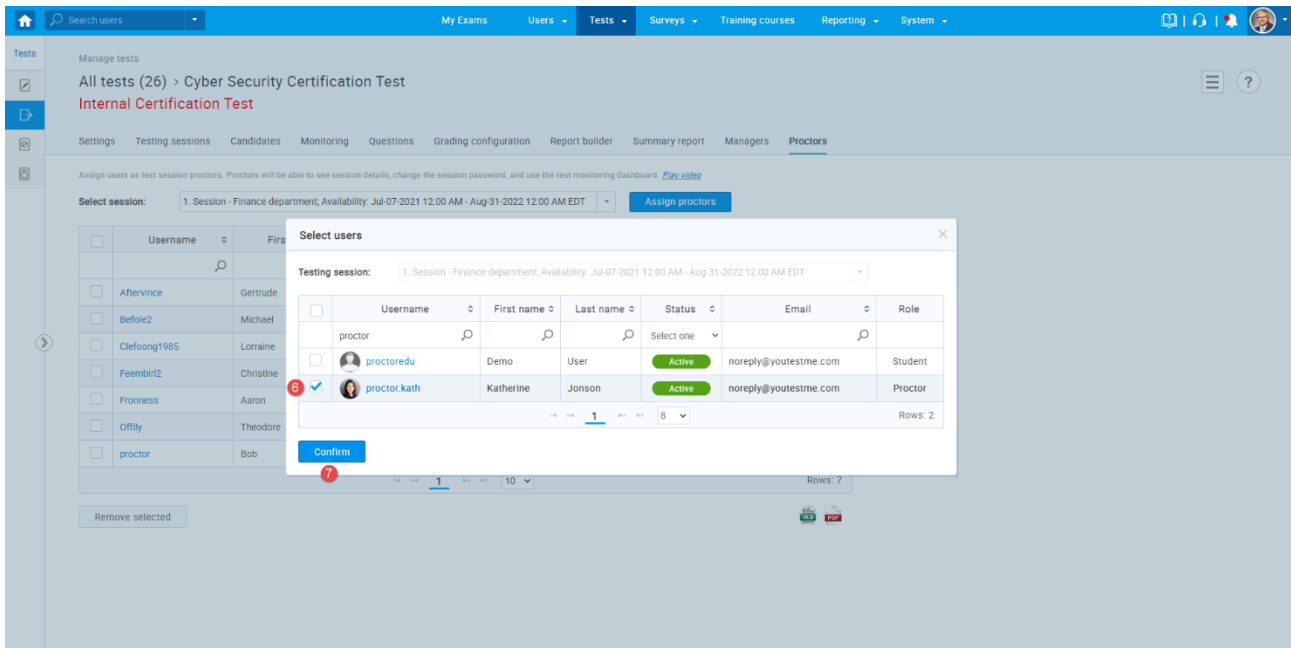 Search users My Exams Users Tests Surveys Training courses Reporting System
Tests
Manage tests
All tests (26) > Cyber Security Certification Test
Internal Certification Test
Settings Testing sessions Candidates Monitoring Questions Grading configuration Report builder Summary report Managers Proctors
Assign users as test session proctors. Proctors will be able to see session details, change the session password, and use the test monitoring dashboard. Play video
Select session: 1. Session - Finance department; Availability: Jul-07-2021 12:00 AM - Aug-31-2022 12:00 AM EDT Assign proctors
Username Firs
Aftervince Gertrude
Befole2 Michael
Clefoong1985 Lorraine
Feembirl2 Christine
Fronness Aaron
Offily Theodore
proctor Bob
1 10 Rows: 7
Remove selected XLS PDF
Select users
Testing session: 1. Session - Finance department; Availability: Jul-07-2021 12:00 AM - Aug-31-2022 12:00 AM EDT
Username First name Last name Status Email Role
proctor Select one
proctoredu Demo User Active noreply@youtestme.com Student
6 proctor.kath Katherine Jonson Active noreply@youtestme.com Proctor
1 8 Rows: 2
Confirm
7